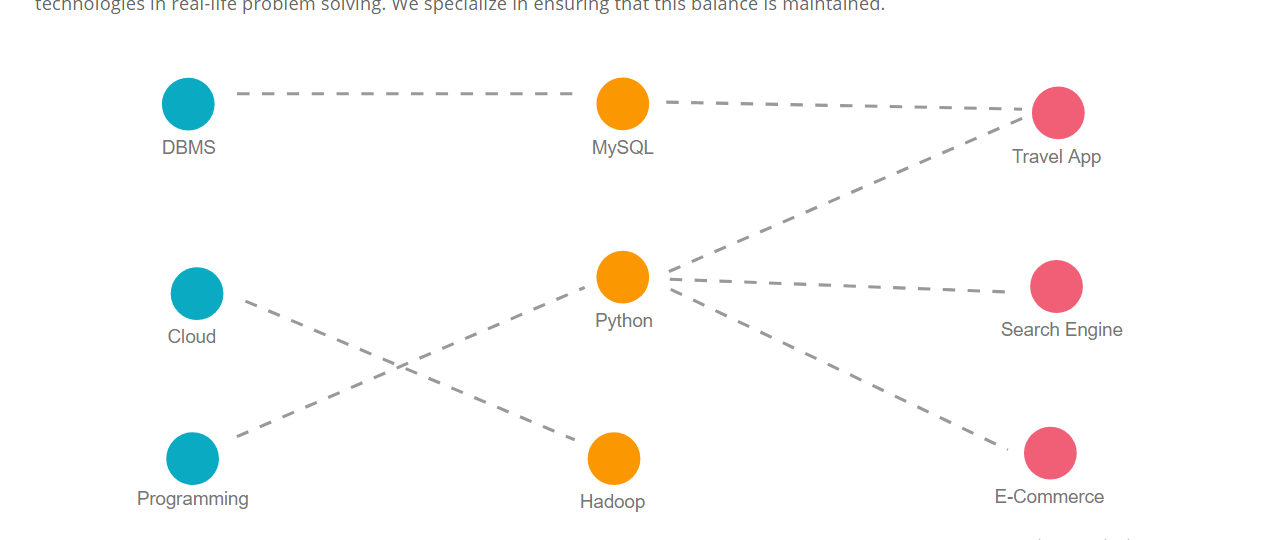 technologies in real-life problem solving. We specialize in ensuring that this balance is maintained.
DBMS
MySQL
Travel App
Cloud
Python
Search Engine
Programming
Hadoop
E-Commerce